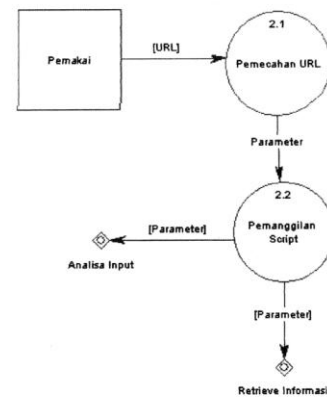 2.1
Pemakai
[URL]
Pemecahan URL
Parameter
2.2
Pemanggilan
Script
[Parameter]
Analisa Input
[Parameter]
Retrieve Informasi